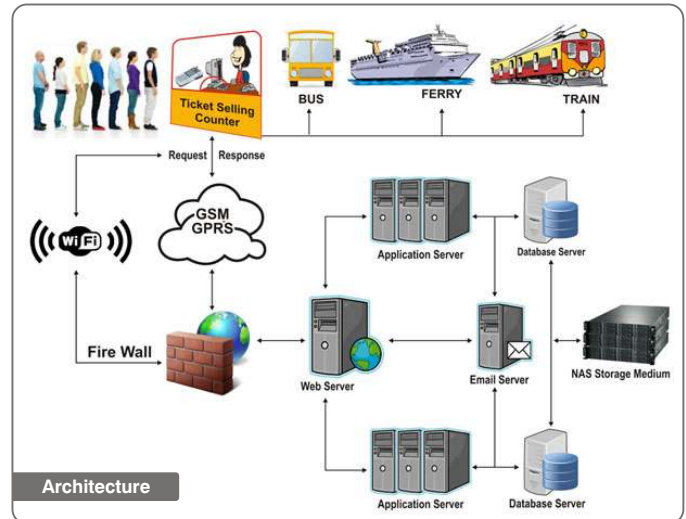 Ticket Selling
Counter
BUS
FERRY
TRAIN
Request
Response
WiFi
GSM
GPRS
Application Server
Database Server
Fire Wall
Web Server
Email Server
NAS Storage Medium
Application Server
Database Server
Architecture